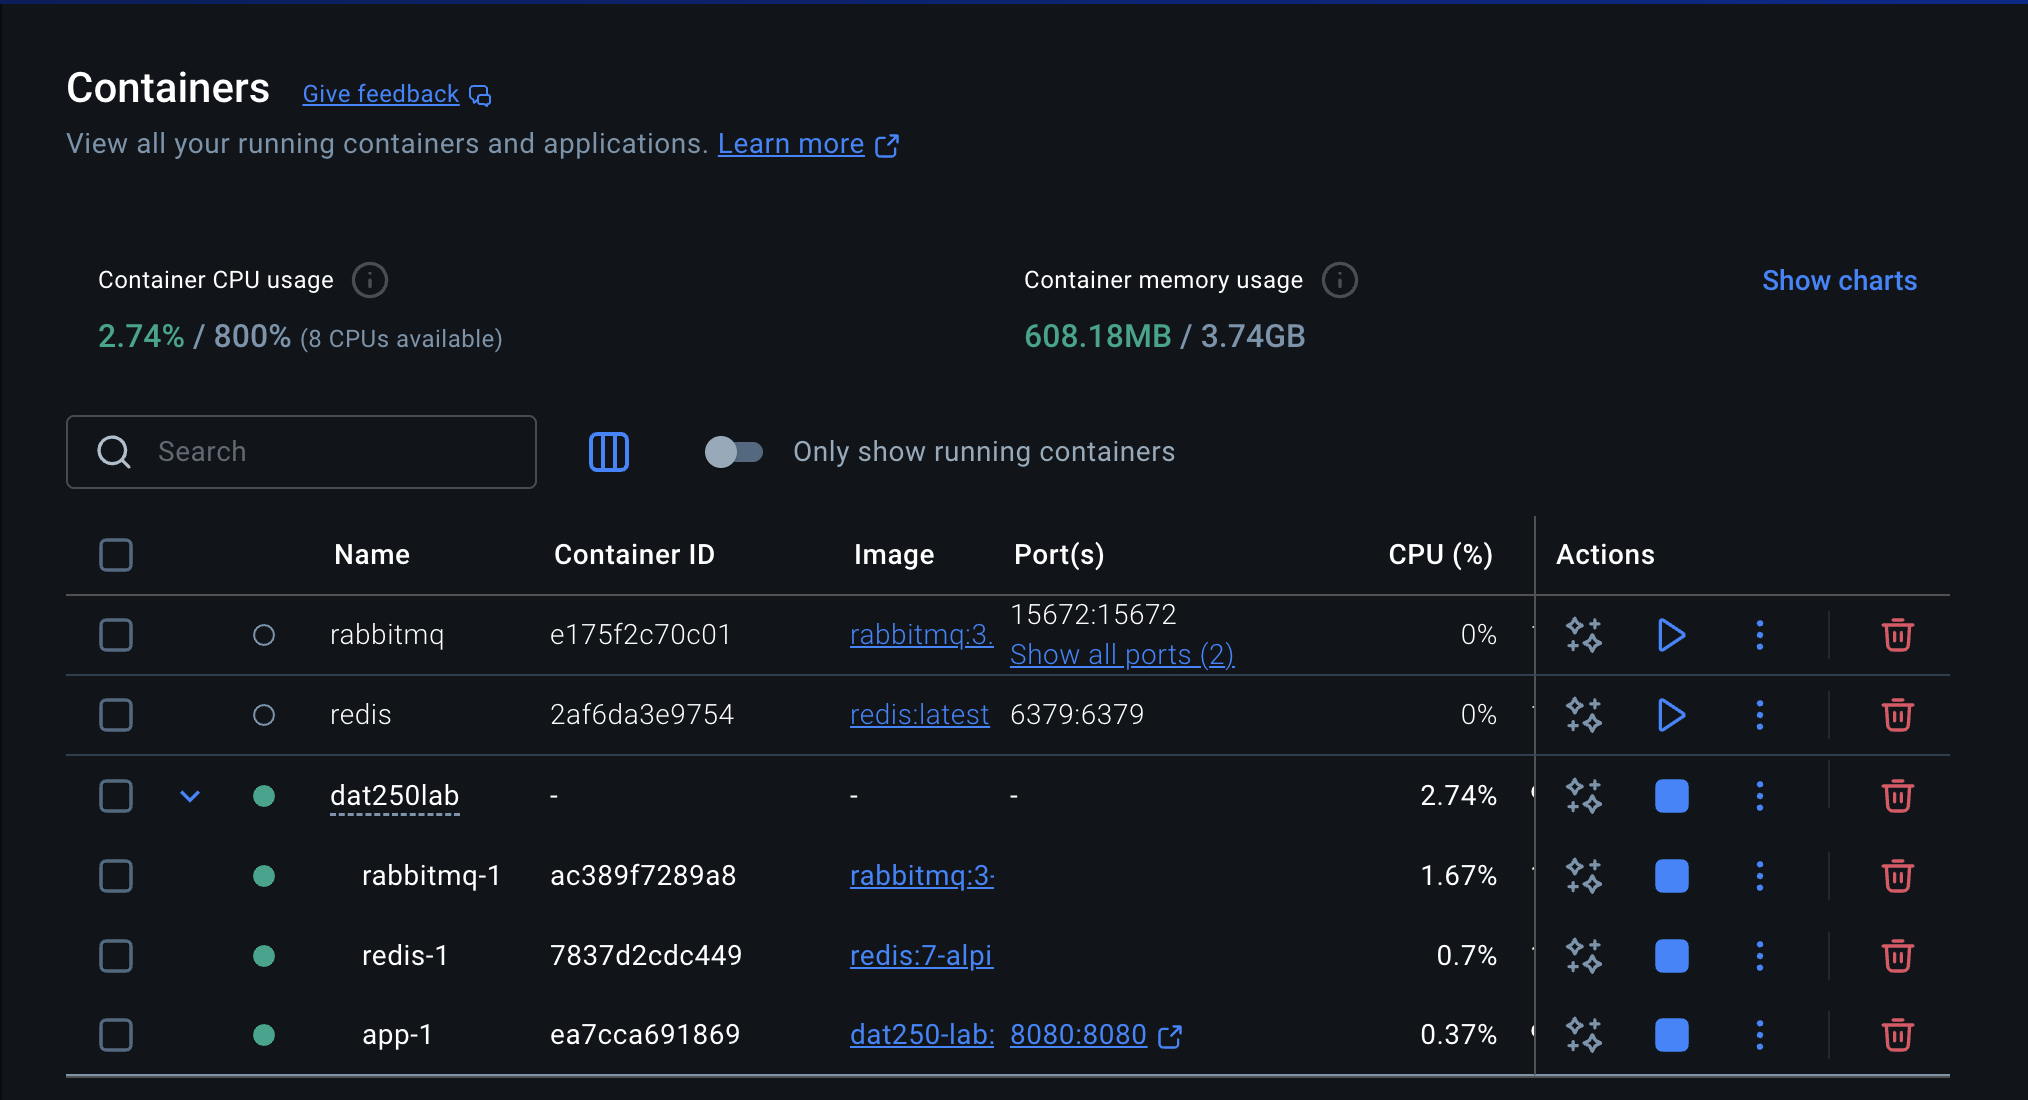 Containers Give feedback
View all your running containers and applications. Learn more
Container CPU usage
2.74% / 800% (8 CPUs available)
Container memory usage
608.18MB / 3.74GB
Show charts
Search
Only show running containers
Name Container ID Image Port(s) CPU (%) Actions
rabbitmq e175f2c70c01 rabbitmq:3. 15672:15672 0%
Show all ports (2)
redis 2af6da3e9754 redis:latest 6379:6379 0%
dat250lab - - - 2.74%
rabbitmq-1 ac389f7289a8 rabbitmq:3- 1.67%
redis-1 7837d2cdc449 redis:7-alpi 0.7%
app-1 ea7cca691869 dat250-lab: 8080:8080 0.37%